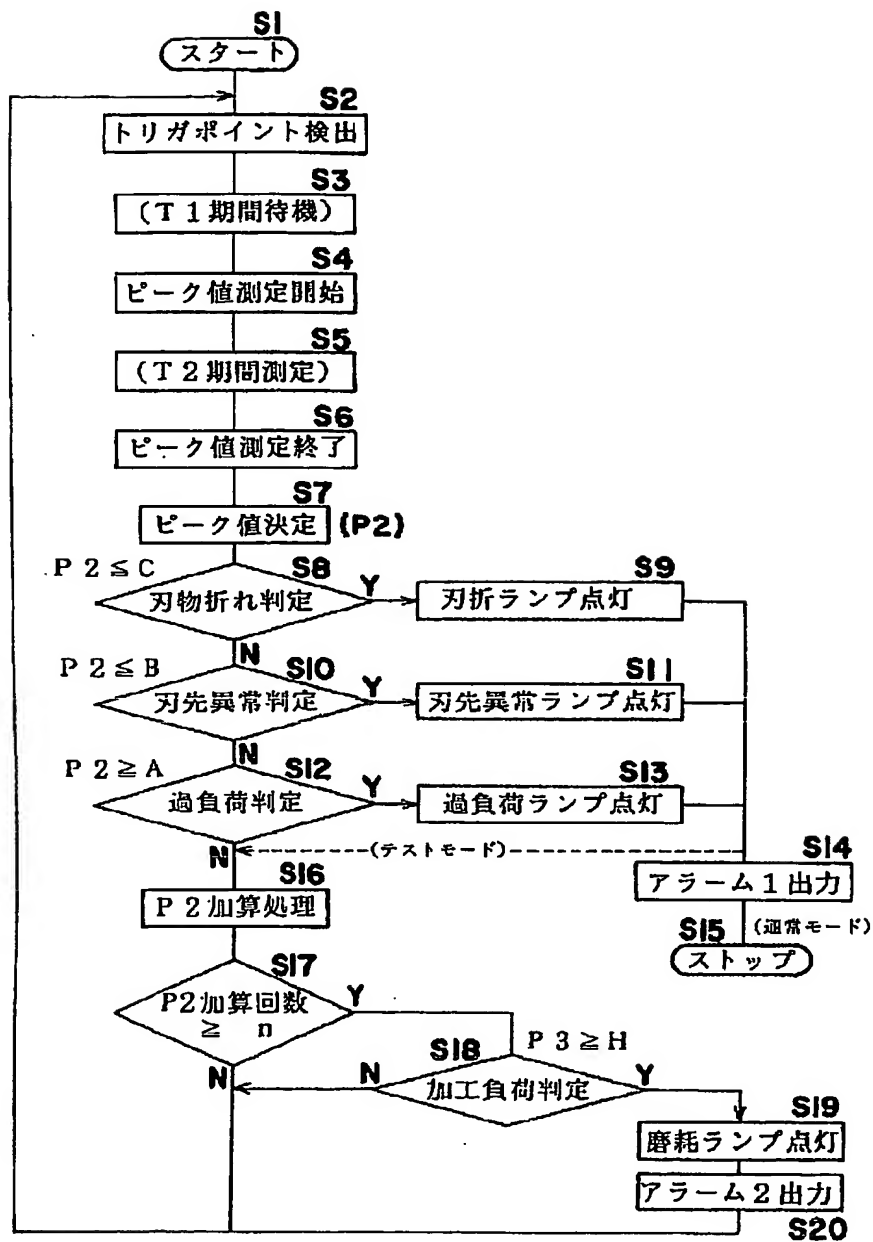 S1
スタート
S2
トリガポイント検出
S3
(T1期間待機)
S4
ピーク値測定開始
S5
(T2期間測定)
S6
ピーク値測定終了
S7
ピーク値決定 (P2)
P2≦C S8 Y S9
刃物折れ判定 刃折ランプ点灯
N
P2≦B S10 Y S11
刃先異常判定 刃先異常ランプ点灯
N
P2≧A S12 Y S13
過負荷判定 過負荷ランプ点灯
N (テストモード) S14
アラーム1出力
S16
P2加算処理
S15 (通常モード)
ストップ
S17
P2加算回数 Y
≧ n
N
S18 P3≧H
N 加工負荷判定 Y
S19
磨耗ランプ点灯
アラーム2出力
S20